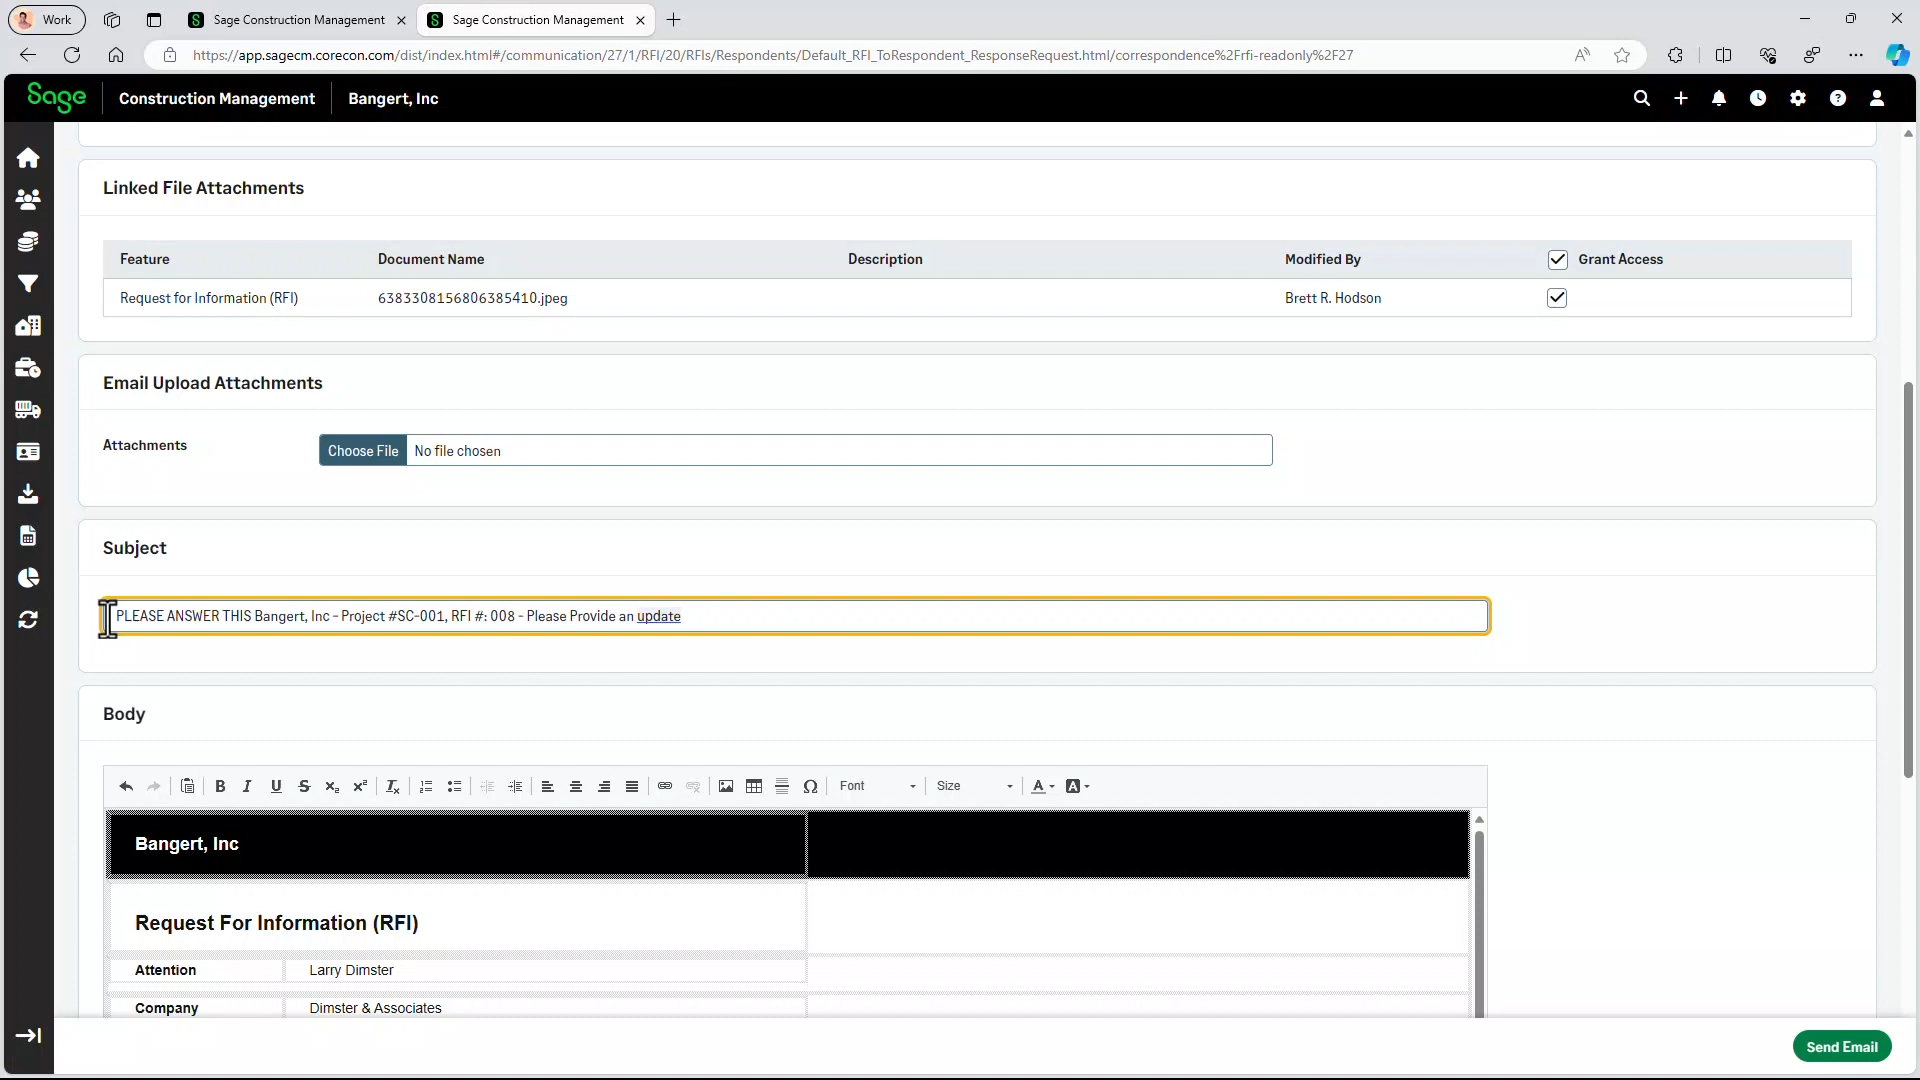 Work
Sage Construction Management
Sage Construction Management
https://app.sagecm.corecon.com/dist/index.html#/communication/27/1/RFI/20/RFIs/Respondents/Default_RFI_ToRespondent_ResponseRequest.html/correspondence%2Frfi-readonly%2F27
Sage Construction Management Bangert, Inc
Linked File Attachments
Feature Document Name Description Modified By Grant Access
Request for Information (RFI) 6383308156806385410.jpeg Brett R. Hodson
Email Upload Attachments
Attachments Choose File No file chosen
Subject
PLEASE ANSWER THIS Bangert, Inc - Project #SC-001, RFI #: 008 - Please Provide an update
Body
Font Size
Bangert, Inc
Request For Information (RFI)
Attention Larry Dimster
Company Dimster & Associates
Send Email